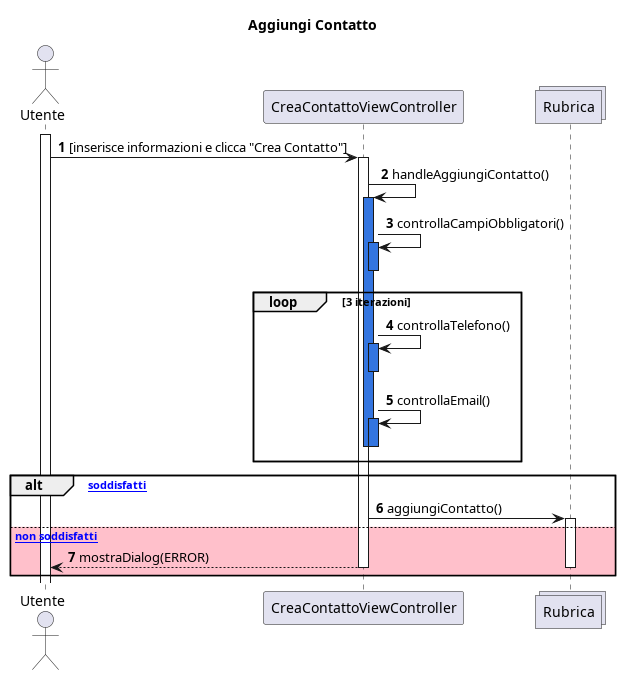 Aggiungi Contatto
Utente
CreaContattoViewController
Rubrica
1 [inserisce informazioni e clicca "Crea Contatto"]
2 handleAggiungiContatto()
3 controllaCampiObbligatori()
loop [3 iterazioni]
4 controllaTelefono()
5 controllaEmail()
alt soddisfatti
6 aggiungiContatto()
non soddisfatti
7 mostraDialog(ERROR)
Utente
CreaContattoViewController
Rubrica